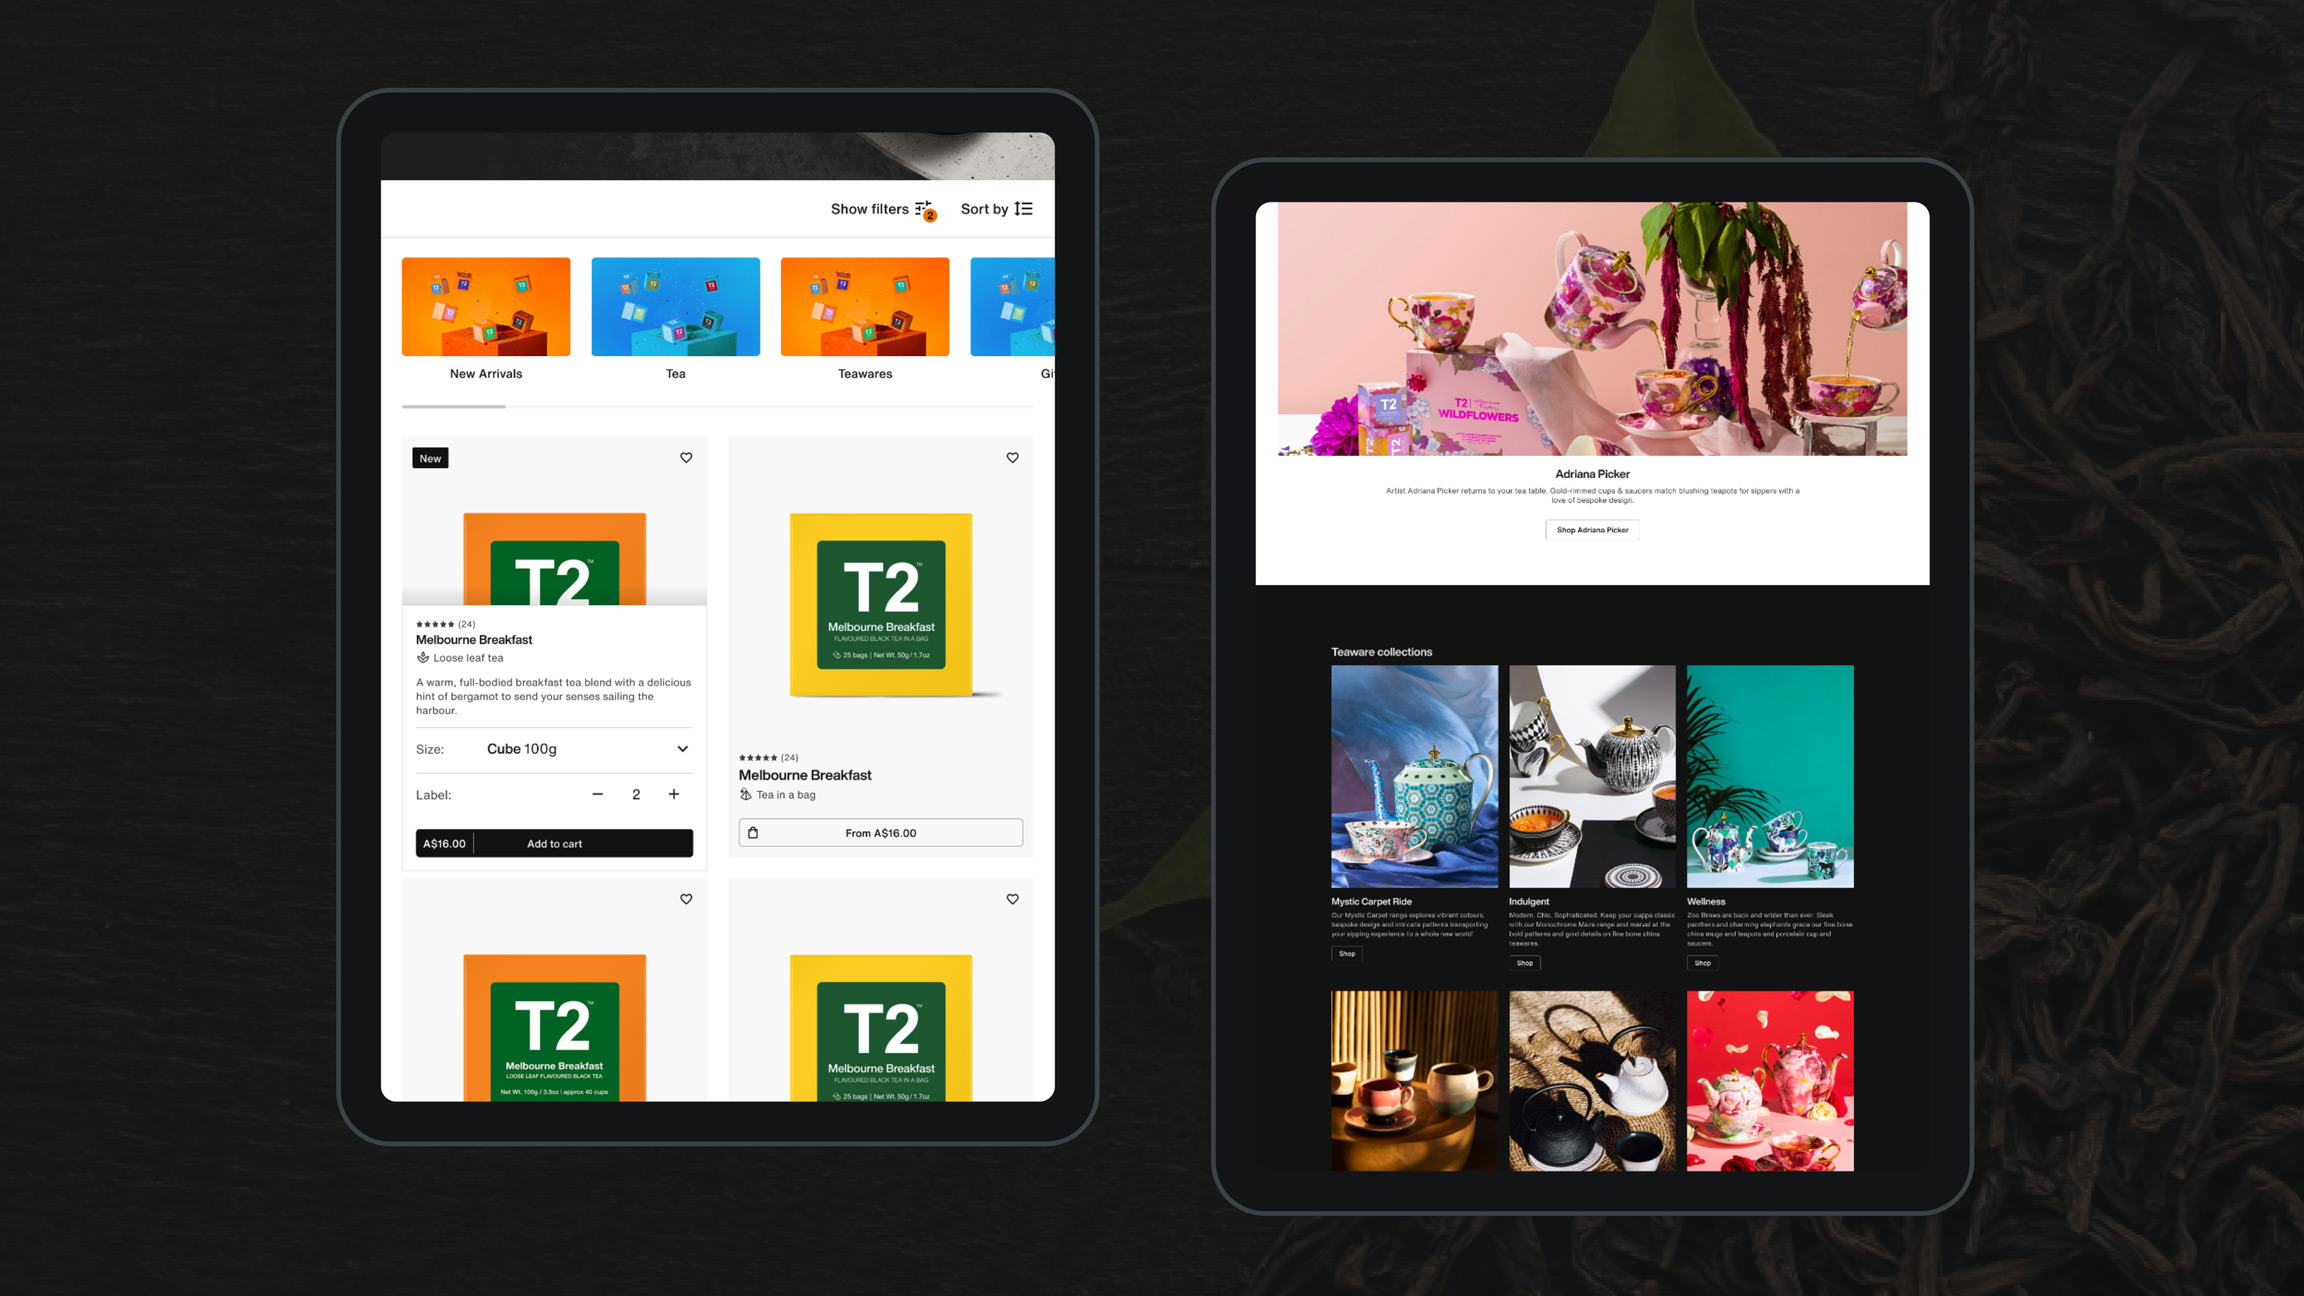 Show filters 2 Sort by
New Arrivals Tea Teawares Gi
New
T2™
★★★★★ (24)
Melbourne Breakfast
Loose leaf tea
A warm, full-bodied breakfast tea blend with a delicious
hint of bergamot to send your senses sailing the
harbour.
Size: Cube 100g
Label: − 2 +
A$16.00 Add to cart
T2™
Melbourne Breakfast
FLAVOURED BLACK TEA IN A BAG
25 bags | Net Wt. 50g / 1.7oz
★★★★★ (24)
Melbourne Breakfast
Tea in a bag
From A$16.00
T2™
Melbourne Breakfast
LOOSE LEAF FLAVOURED BLACK TEA
Net Wt. 100g / 3.5oz | approx 40 cups
T2™
Melbourne Breakfast
FLAVOURED BLACK TEA IN A BAG
25 bags | Net Wt. 50g / 1.7oz
T2
T2
T2 |
WILDFLOWERS
Adriana Picker
Artist Adriana Picker returns to your tea table. Gold-rimmed cups & saucers match blushing teapots for sippers with a
love of bespoke design.
Shop Adriana Picker
Teaware collections
Mystic Carpet Ride
Our Mystic Carpet range explores vibrant colours,
bespoke design and intricate patterns transporting
your sipping experience to a whole new world!
Shop
Indulgent
Modern. Chic. Sophisticated. Keep your cuppa classic
with our Monochrome Maze range and marvel at the
bold patterns and gold details on fine bone china
teawares.
Shop
Wellness
Zoo Brews are back and wilder than ever. Sleek
panthers and charming elephants grace our fine bone
china mugs and teapots and porcelain cup and
saucers.
Shop